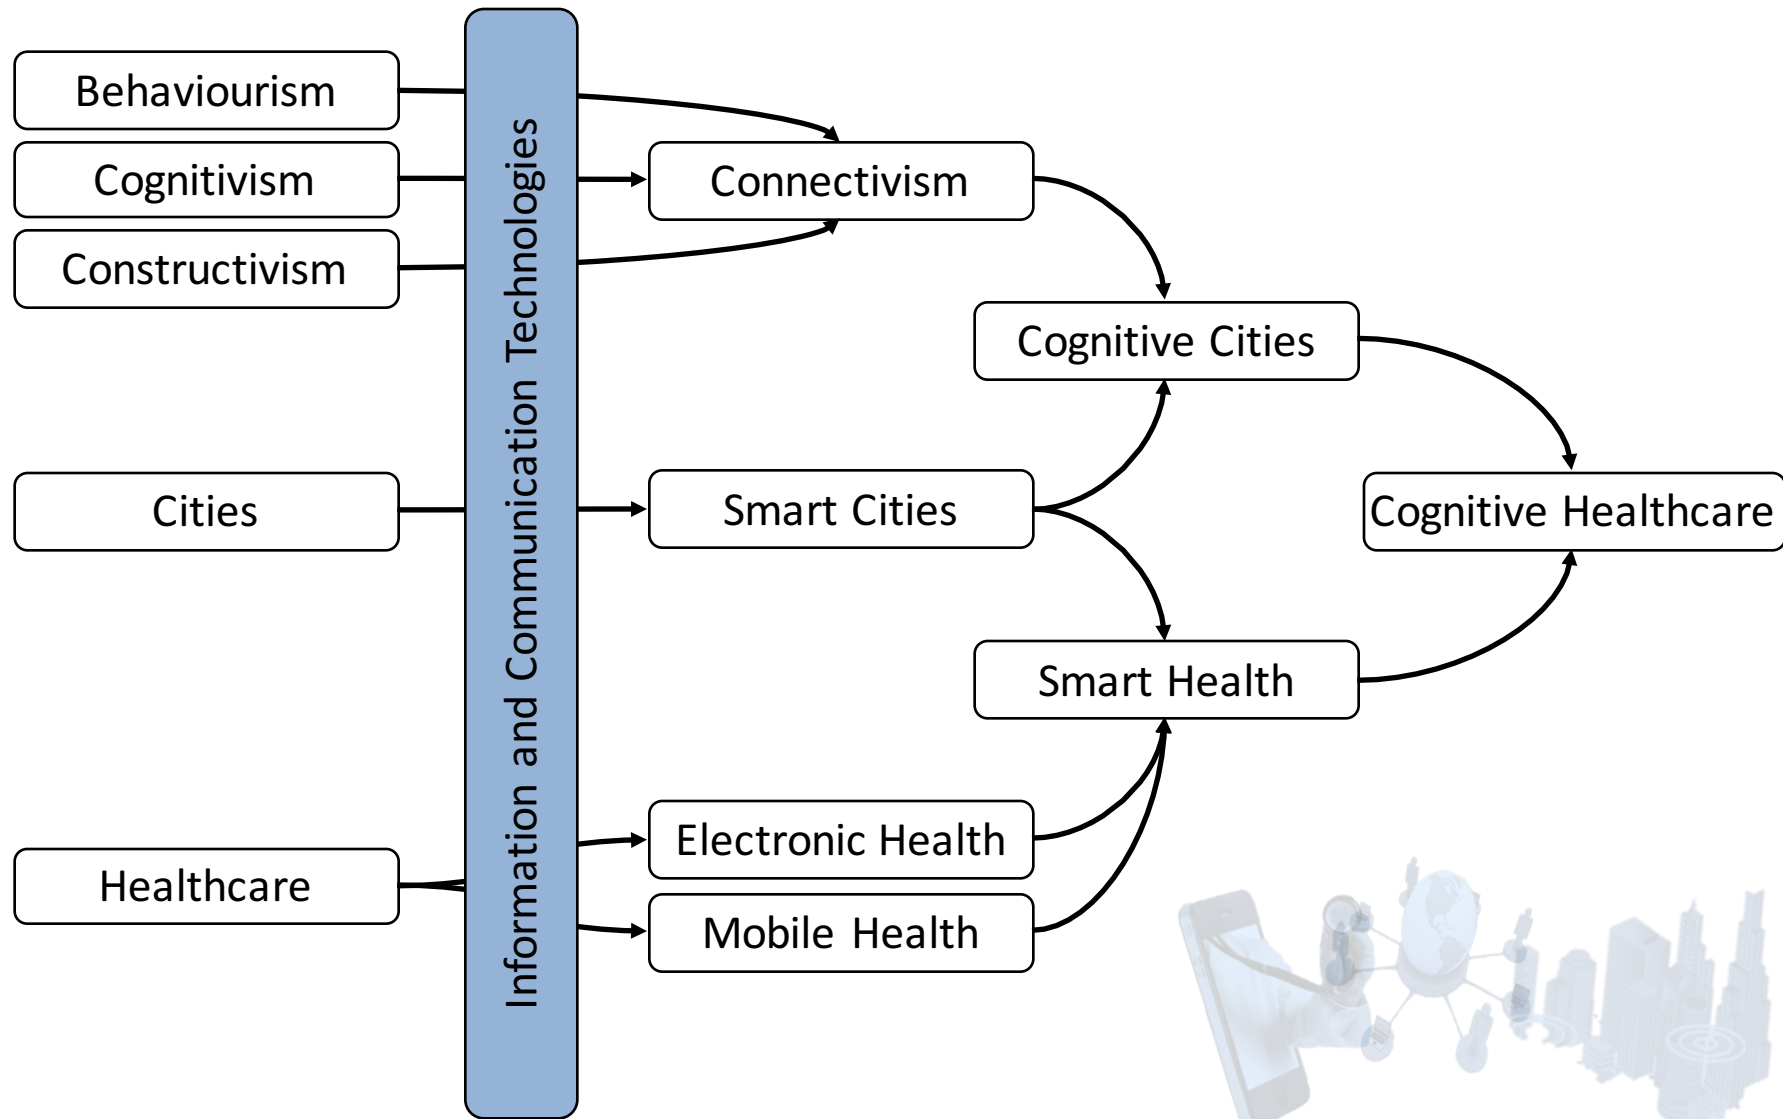 Behaviourism
Cognitivism
Constructivism
Cities
Healthcare
Information and Communication Technologies
Connectivism
Smart Cities
Electronic Health
Mobile Health
Cognitive Cities
Smart Health
Cognitive Healthcare